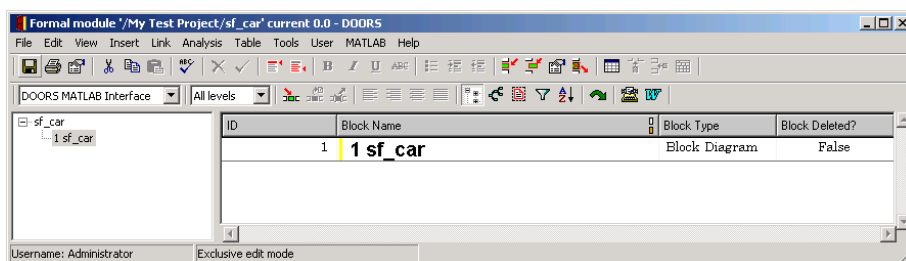 Formal module '/My Test Project/sf_car' current 0.0 - DOORS
File Edit View Insert Link Analysis Table Tools User MATLAB Help
ABC B I U ABC
DOORS MATLAB Interface All levels W
sf_car ID Block Name Block Type Block Deleted?
1 sf_car 1 1 sf_car Block Diagram False
Username: Administrator Exclusive edit mode